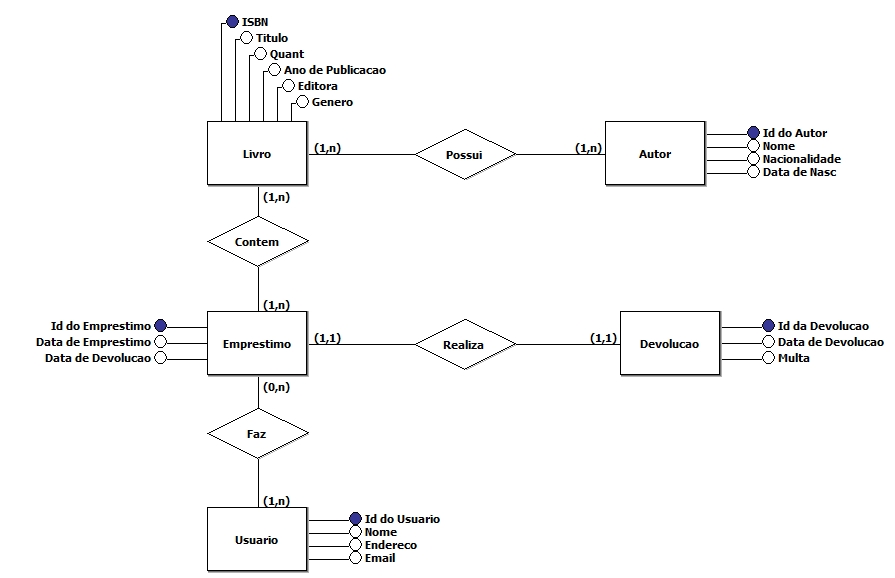 ISBN
Titulo
Quant
Ano de Publicacao
Editora
Genero
Livro
(1,n)
Possui
(1,n)
Autor
Id do Autor
Nome
Nacionalidade
Data de Nasc
(1,n)
Contem
(1,n)
Id do Emprestimo
Data de Emprestimo
Data de Devolucao
Emprestimo
(1,1)
Realiza
(1,1)
Devolucao
Id da Devolucao
Data de Devolucao
Multa
(0,n)
Faz
(1,n)
Usuario
Id do Usuario
Nome
Endereco
Email